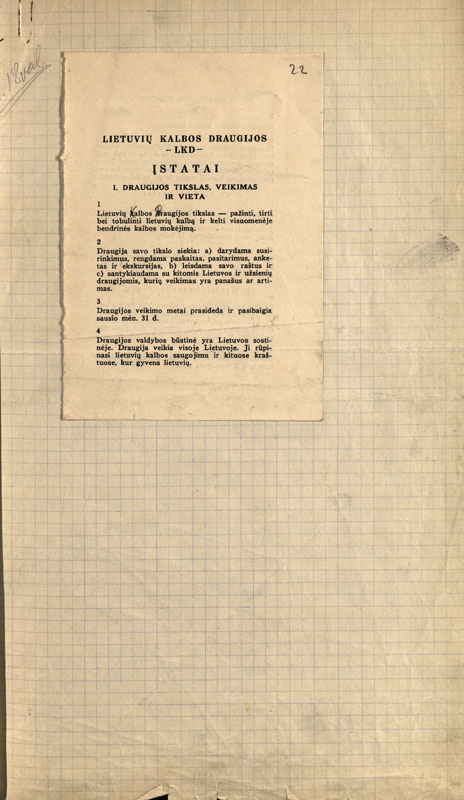 22
LIETUVIŲ KALBOS DRAUGIJOS
–LKD–
ĮSTATAI
I. DRAUGIJOS TIKSLAS, VEIKIMAS
IR VIETA
1
Lietuvių Kalbos Draugijos tikslas — pažinti, tirti
bei tobulinti lietuvių kalbą ir kelti visuomenėje
bendrinės kalbos mokėjimą.
2
Draugija savo tikslo siekia: a) darydama susi-
rinkimus, rengdama paskaitas, pasitarimus, anke-
tas ir ekskursijas, b) leisdama savo raštus ir
c) santykiaudama su kitomis Lietuvos ir užsienių
draugijomis, kurių veikimas yra panašus ar arti-
mas.
3
Draugijos veikimo metai prasideda ir pasibaigia
sausio mėn. 31 d.
4
Draugijos valdybos būstinė yra Lietuvos sosti-
nėje. Draugija veikia visoje Lietuvoje. Ji rūpi-
nasi lietuvių kalbos saugojimu ir kituose kraš-
tuose, kur gyvena lietuvių.